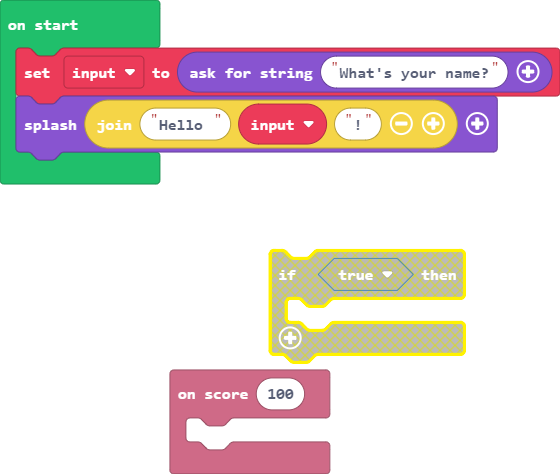 on start
set input to ask for string "What's your name?"
splash join "Hello " input "!"
if true then
on score 100